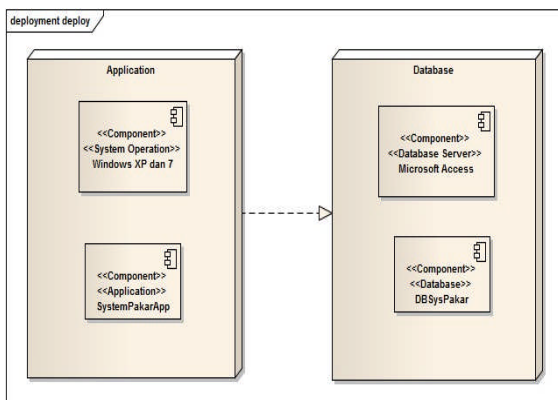 deployment deploy
Application
<<Component>>
<<System Operation>>
Windows XP dan 7
<<Component>>
<<Application>>
SystemPakarApp
Database
<<Component>>
<<Database Server>>
Microsoft Access
<<Component>>
<<Database>>
DBSysPakar